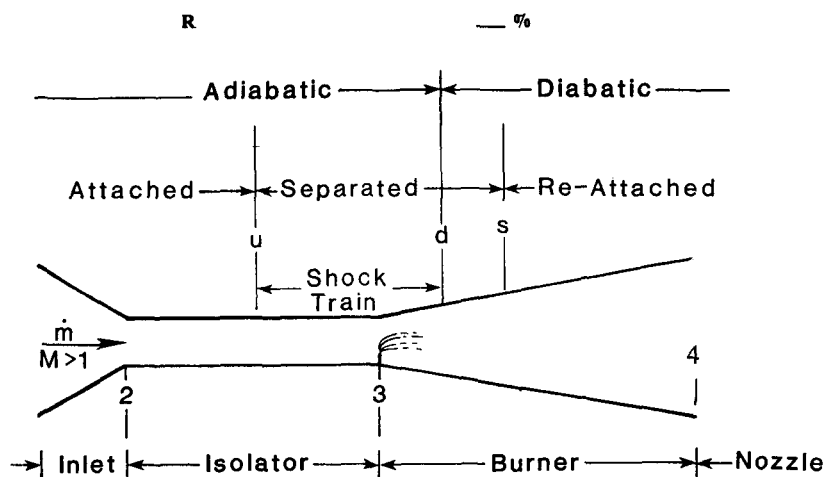 R — %
Adiabatic Diabatic
Attached Separated Re-Attached
u d s
Shock
Train
ṁ
M>1
2 3 4
Inlet Isolator Burner Nozzle